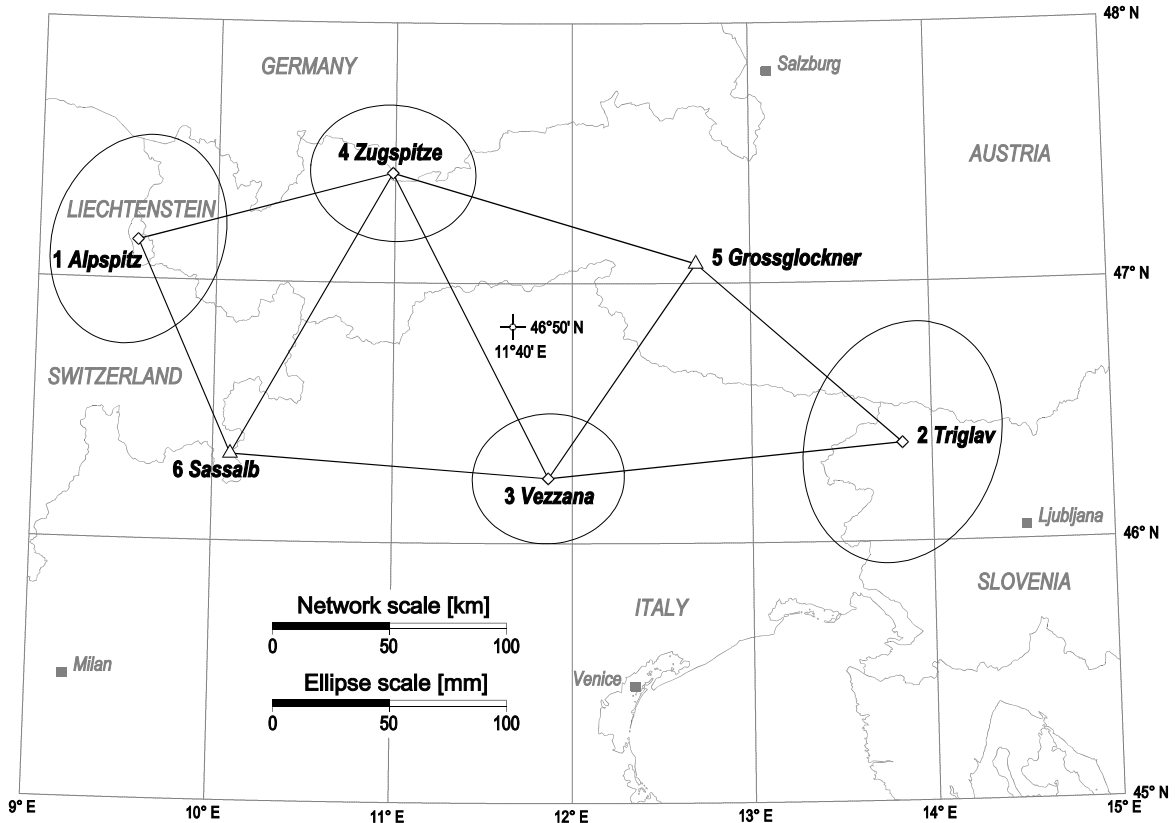 48° N
GERMANY
Salzburg
4 Zugspitze
AUSTRIA
LIECHTENSTEIN
1 Alpspitz
5 Grossglockner
47° N
46°50' N
11°40' E
SWITZERLAND
2 Triglav
6 Sassalb
3 Vezzana
Ljubljana
46° N
SLOVENIA
Network scale [km]
0 50 100
ITALY
Milan
Ellipse scale [mm]
0 50 100
Venice
45° N
9° E 10° E 11° E 12° E 13° E 14° E 15° E